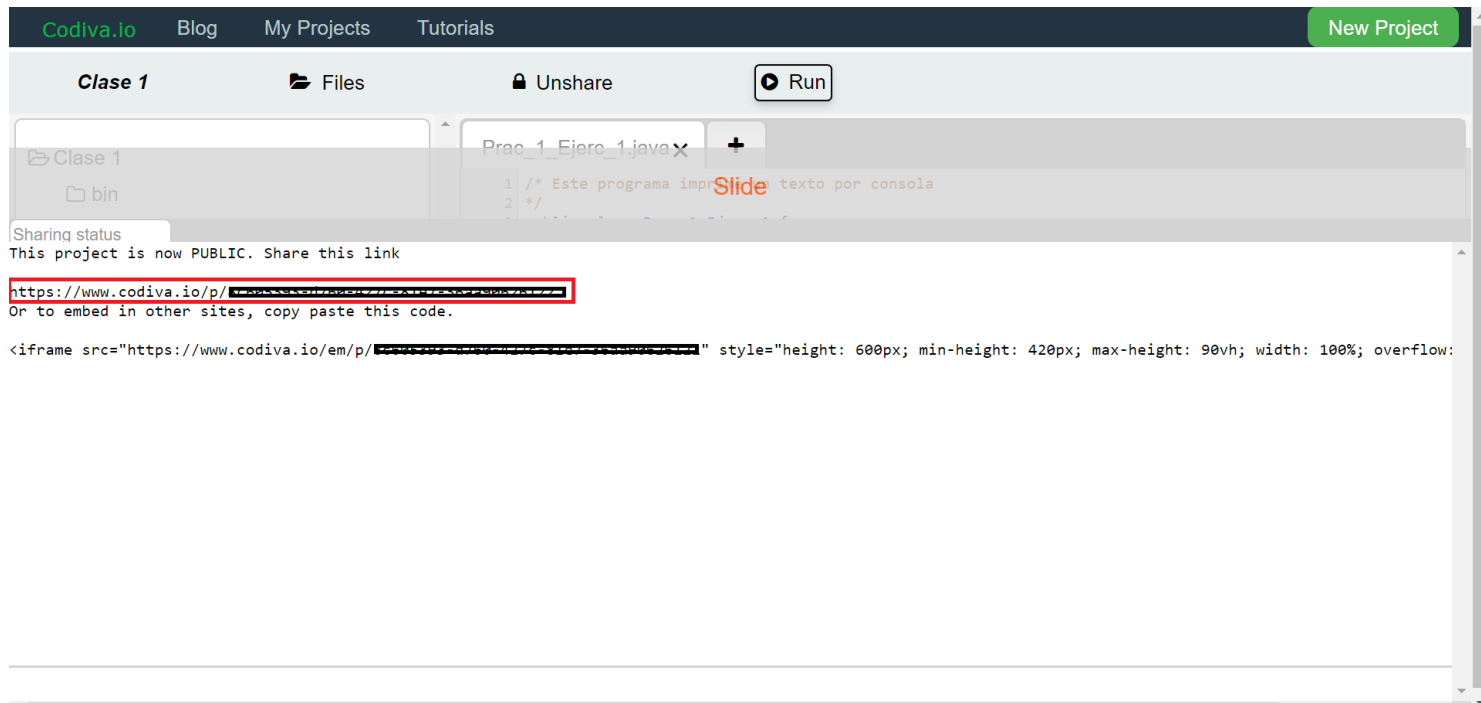 Codiva.io Blog My Projects Tutorials New Project
Clase 1 Files Unshare Run
Prac_1_Ejerc_1.java
Clase 1
bin
1 /* Este programa imprime un texto por consola
2 */
Slide
Sharing status
This project is now PUBLIC. Share this link
https://www.codiva.io/p/
Or to embed in other sites, copy paste this code.
<iframe src="https://www.codiva.io/em/p/" style="height: 600px; min-height: 420px; max-height: 90vh; width: 100%; overflow: